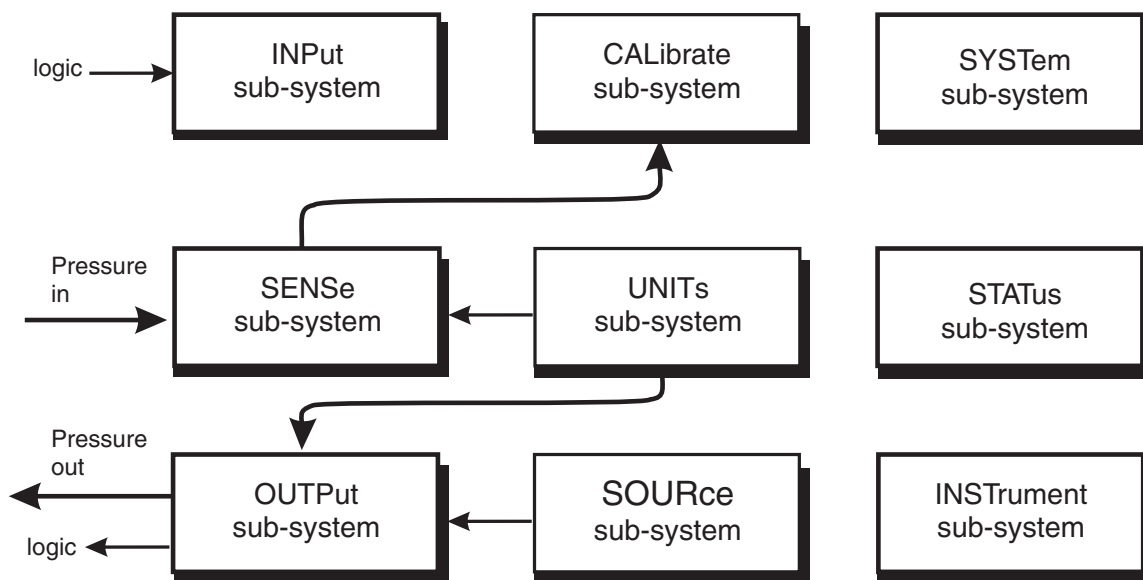 logic
INPut
sub-system
CALibrate
sub-system
SYSTem
sub-system
Pressure
in
SENSe
sub-system
UNITs
sub-system
STATus
sub-system
Pressure
out
logic
OUTPut
sub-system
SOURce
sub-system
INSTrument
sub-system